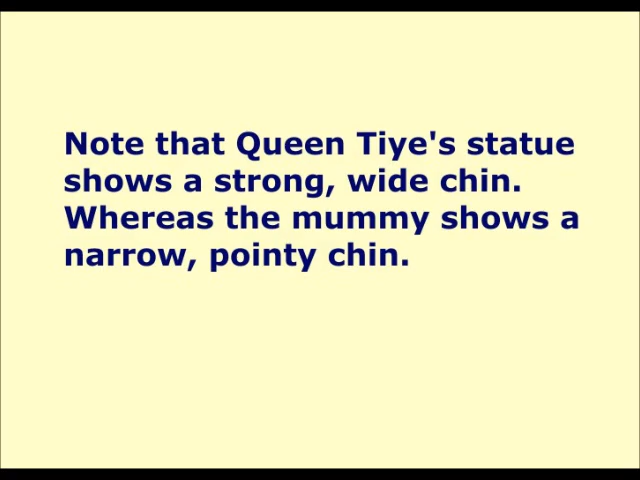 Note that Queen Tiye's statue
shows a strong, wide chin.
Whereas the mummy shows a
narrow, pointy chin.